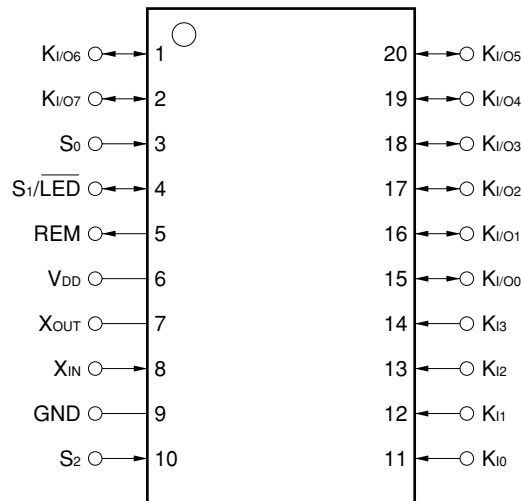 KI/O6 1 20 KI/O5
KI/O7 2 19 KI/O4
S0 3 18 KI/O3
S1/LED 4 17 KI/O2
REM 5 16 KI/O1
VDD 6 15 KI/O0
XOUT 7 14 KI3
XIN 8 13 KI2
GND 9 12 KI1
S2 10 11 KI0